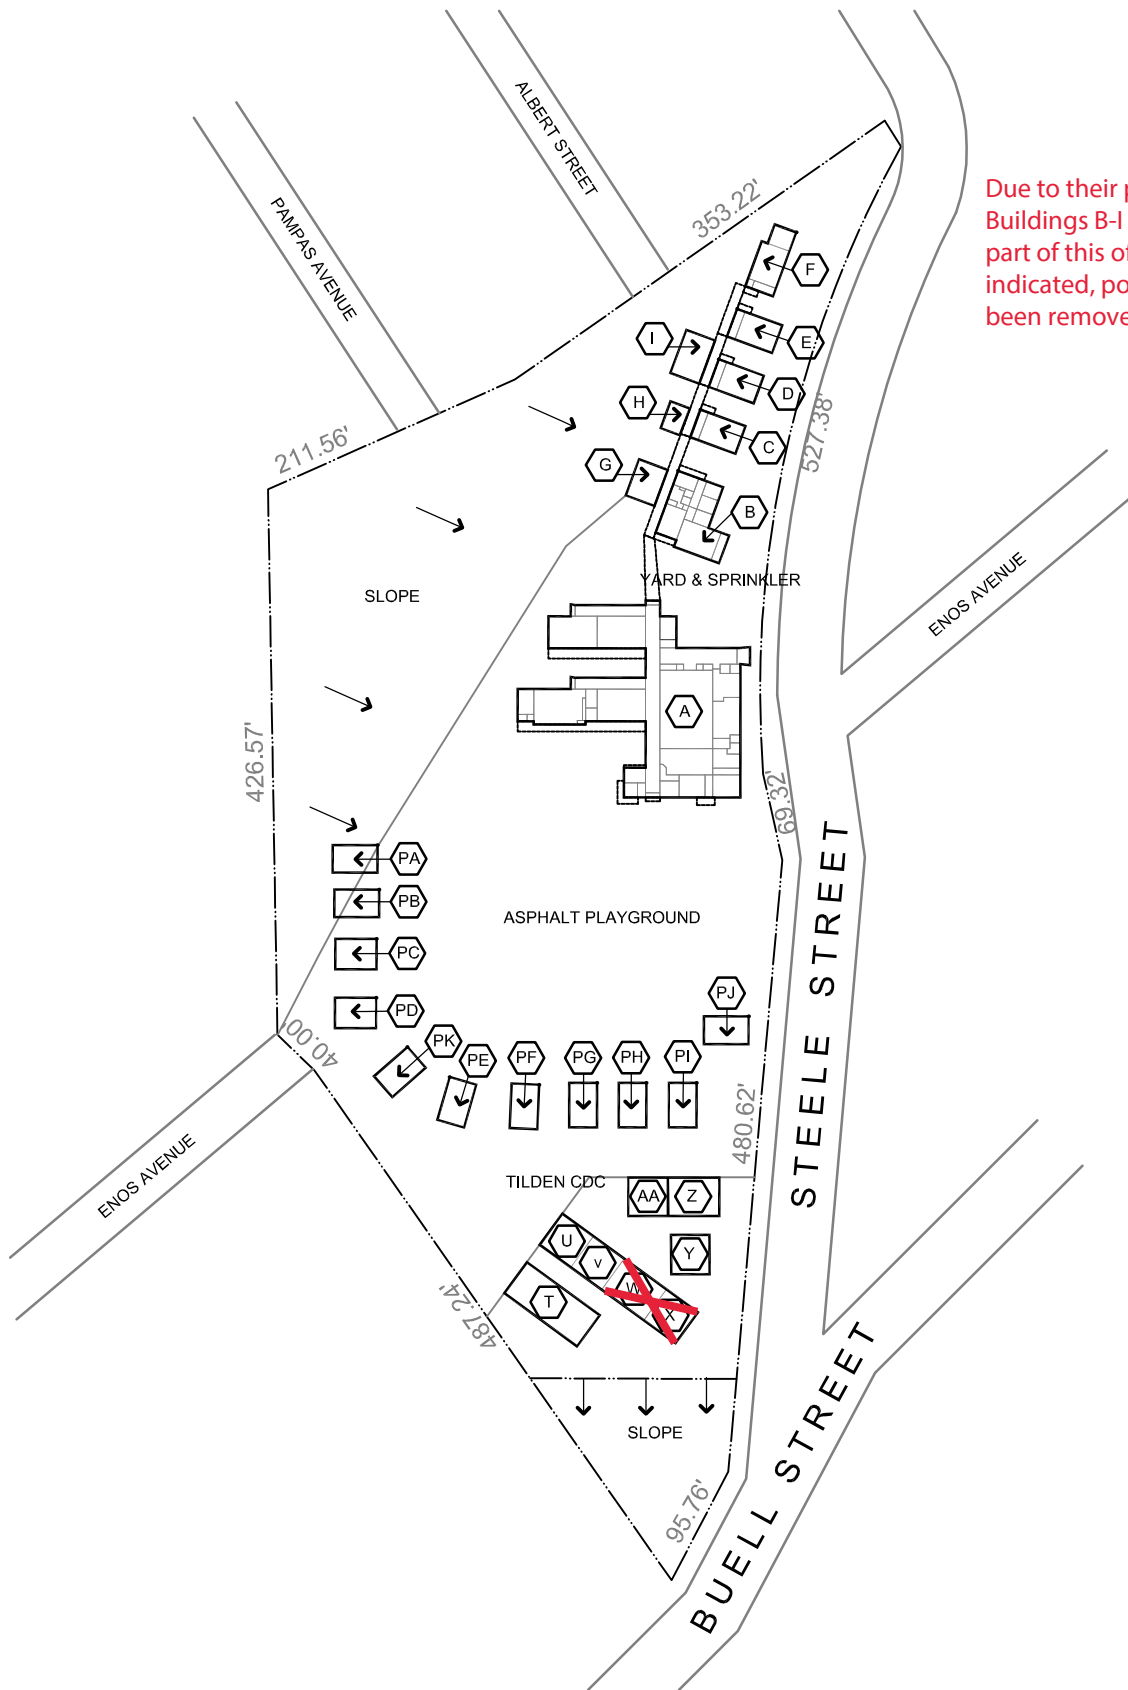 ALBERT STREET
PAMPAS AVENUE
353.22'
Due to their p
Buildings B-I
part of this of
indicated, po
been remove
F
E
I
D
H
C
527.38'
211.56'
G
B
YARD & SPRINKLER
ENOS AVENUE
SLOPE
A
426.57'
69.32'
PA
PB
ASPHALT PLAYGROUND
PC
PD
PJ
STEELE STREET
40.00'
PK
PE
PF
PG
PH
PI
480.62'
ENOS AVENUE
TILDEN CDC
AA
Z
U
v
Y
W
X
T
487.24'
SLOPE
95.76'
BUELL STREET